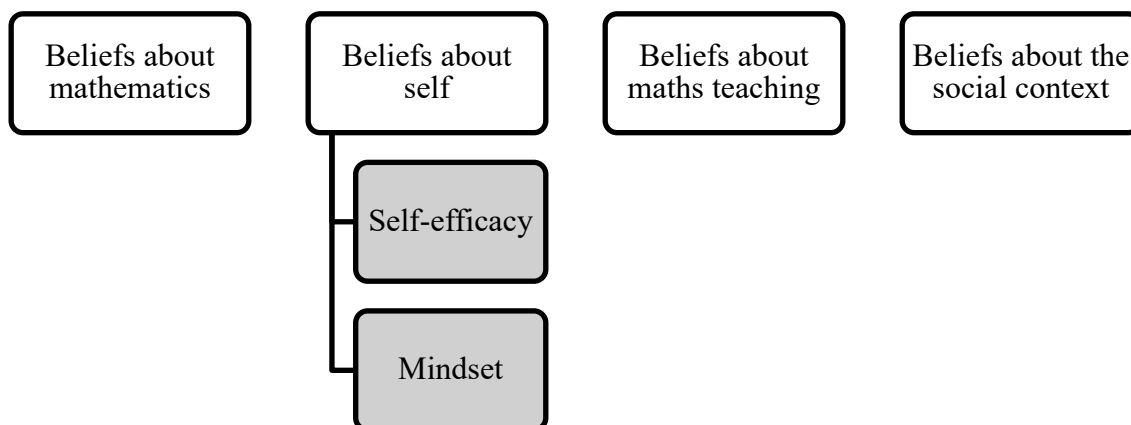 Beliefs about
mathematics
Beliefs about
self
Beliefs about
maths teaching
Beliefs about the
social context
Self-efficacy
Mindset